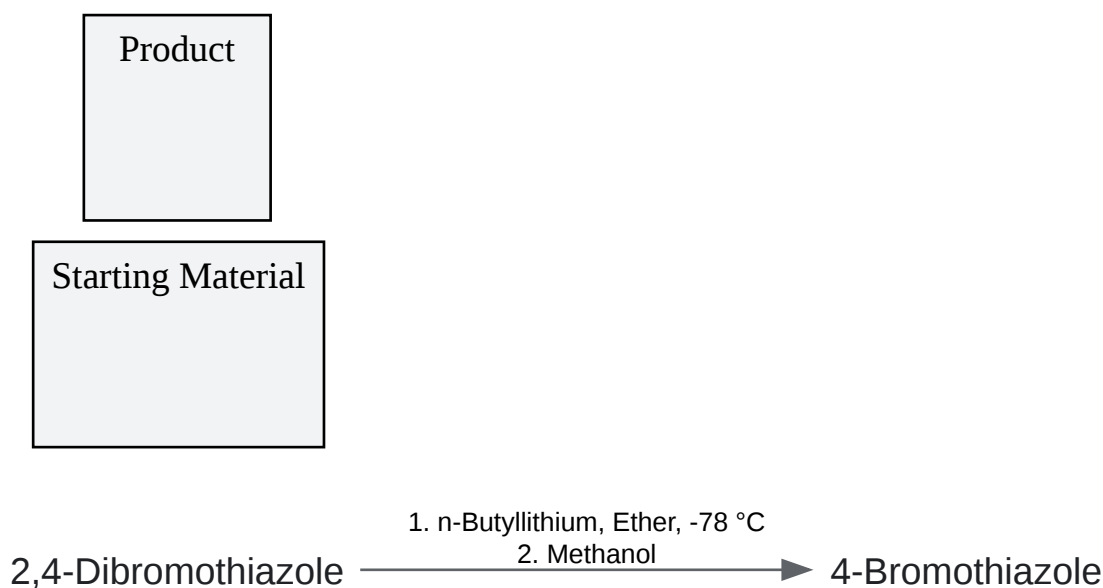 Product
Starting Material
1. n-Butyllithium, Ether, -78 °C
2. Methanol
2,4-Dibromothiazole
4-Bromothiazole